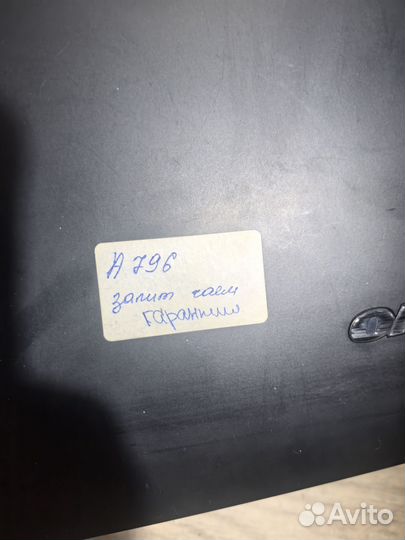 А 796
залит чаем
гарантии
Avito